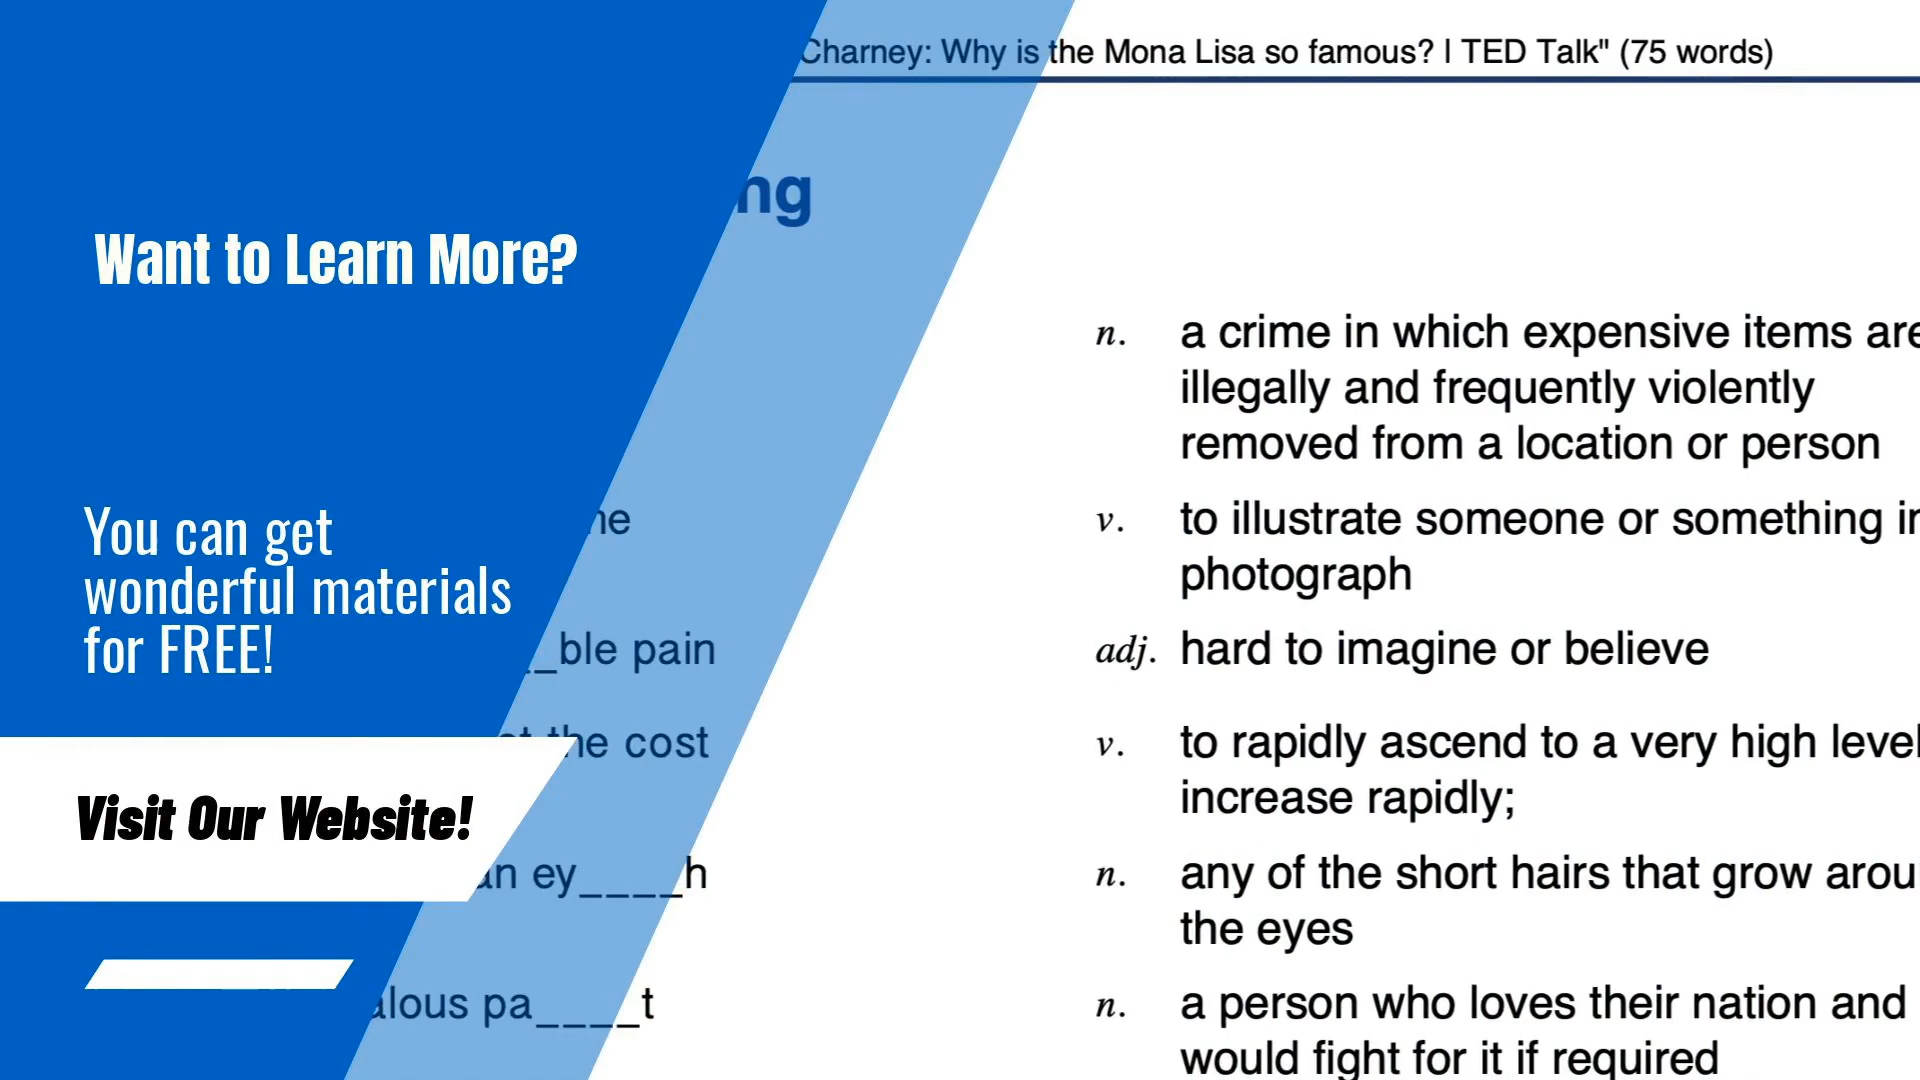 Charney: Why is the Mona Lisa so famous? | TED Talk" (75 words)
ng
Want to Learn More?
You can get
wonderful materials
for FREE!
Visit Our Website!
n. a crime in which expensive items are
illegally and frequently violently
removed from a location or person
v. to illustrate someone or something in
photograph
_ble pain
adj. hard to imagine or believe
the cost
v. to rapidly ascend to a very high level
increase rapidly;
an ey____h
n. any of the short hairs that grow arou
the eyes
alous pa____t
n. a person who loves their nation and
would fight for it if required